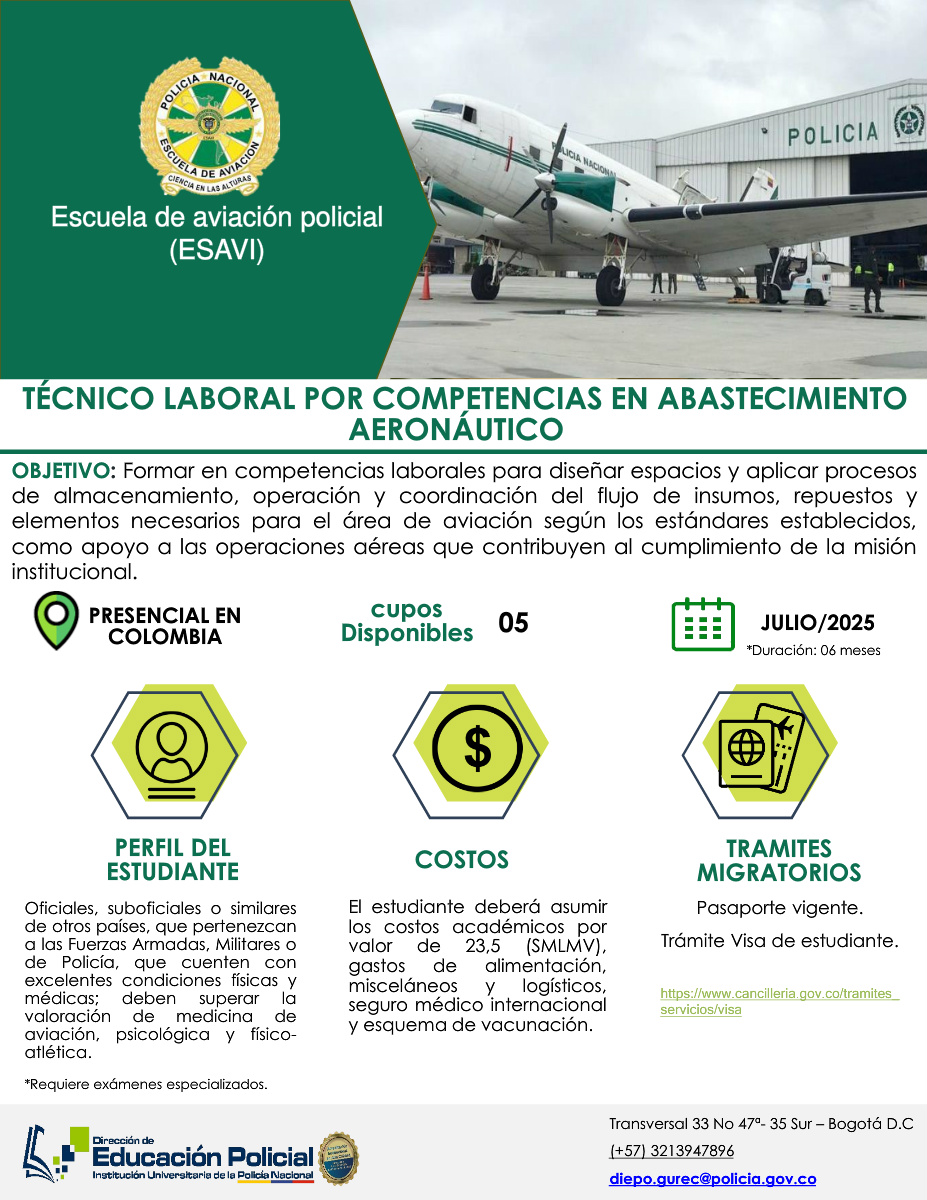 POLICIA NACIONAL
ESCUELA DE AVIACIÓN
CIENCIA EN LAS ALTURAS
Escuela de aviación policial
(ESAVI)
POLICIA NACIONAL
POLICIA
TÉCNICO LABORAL POR COMPETENCIAS EN ABASTECIMIENTO
AERONÁUTICO
OBJETIVO: Formar en competencias laborales para diseñar espacios y aplicar procesos
de almacenamiento, operación y coordinación del flujo de insumos, repuestos y
elementos necesarios para el área de aviación según los estándares establecidos,
como apoyo a las operaciones aéreas que contribuyen al cumplimiento de la misión
institucional.
PRESENCIAL EN
COLOMBIA
cupos
Disponibles
05
JULIO/2025
*Duración: 06 meses
$
PERFIL DEL
ESTUDIANTE
Oficiales, suboficiales o similares
de otros países, que pertenezcan
a las Fuerzas Armadas, Militares o
de Policía, que cuenten con
excelentes condiciones físicas y
médicas; deben superar la
valoración de medicina de
aviación, psicológica y físico-
atlética.
*Requiere exámenes especializados.
COSTOS
El estudiante deberá asumir
los costos académicos por
valor de 23,5 (SMLMV),
gastos de alimentación,
misceláneos y logísticos,
seguro médico internacional
y esquema de vacunación.
TRAMITES
MIGRATORIOS
Pasaporte vigente.
Trámite Visa de estudiante.
https://www.cancilleria.gov.co/tramites_
servicios/visa
Dirección de
Educación Policial
Institución Universitaria de la Policía Nacional
Transversal 33 No 47ª- 35 Sur – Bogotá D.C
(+57) 3213947896
diepo.gurec@policia.gov.co